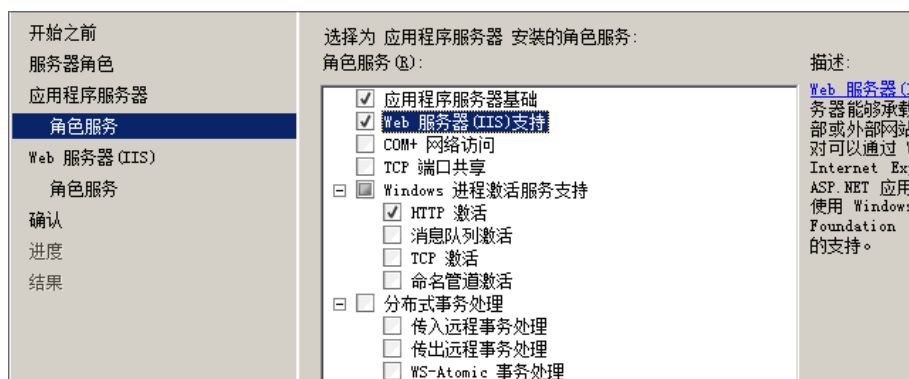 开始之前
服务器角色
应用程序服务器
角色服务
Web 服务器(IIS)
角色服务
确认
进度
结果
选择为 应用程序服务器 安装的角色服务:
角色服务(R):
应用程序服务器基础
Web 服务器(IIS)支持
COM+ 网络访问
TCP 端口共享
Windows 进程激活服务支持
HTTP 激活
消息队列激活
TCP 激活
命名管道激活
分布式事务处理
传入远程事务处理
传出远程事务处理
WS-Atomic 事务处理
描述:
Web 服务器(
务器能够承载
部或外部网站
对可以通过
Internet
ASP.NET 应用
使用 Windows
Foundation
的支持。